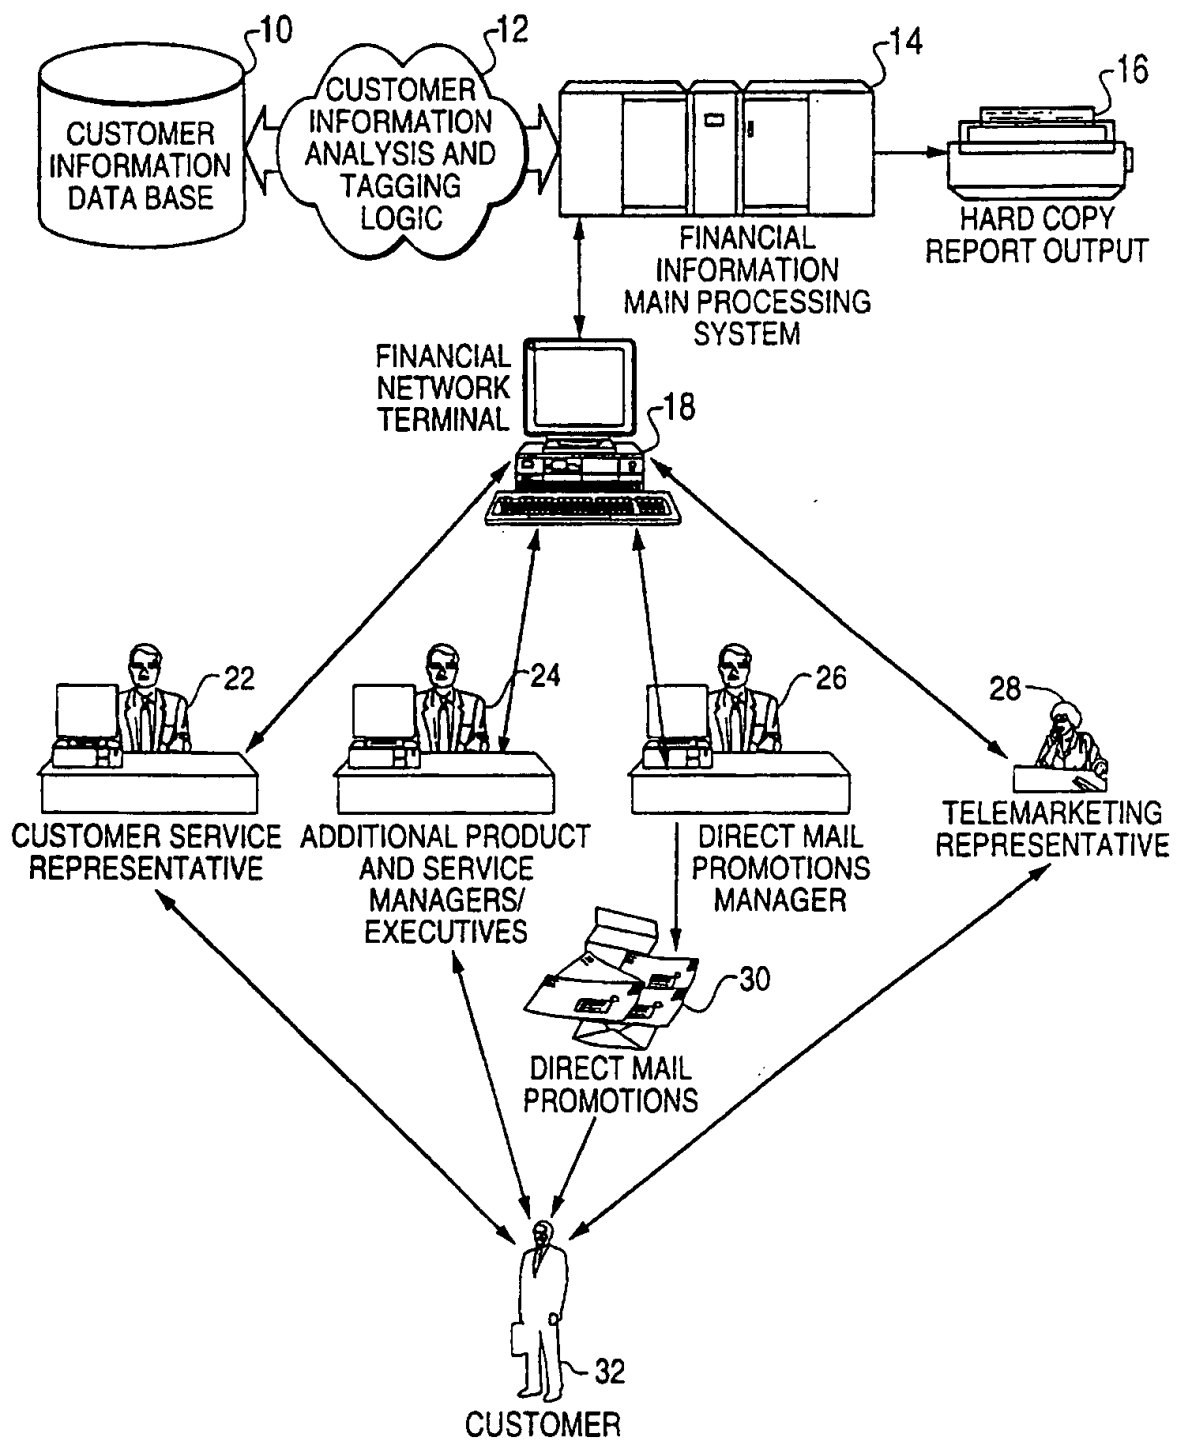 10
12
14
16
CUSTOMER
INFORMATION
DATA BASE
CUSTOMER
INFORMATION
ANALYSIS AND
TAGGING
LOGIC
FINANCIAL
INFORMATION
MAIN PROCESSING
SYSTEM
HARD COPY
REPORT OUTPUT
FINANCIAL
NETWORK
TERMINAL
18
22
24
26
28
CUSTOMER SERVICE
REPRESENTATIVE
ADDITIONAL PRODUCT
AND SERVICE
MANAGERS/
EXECUTIVES
DIRECT MAIL
PROMOTIONS
MANAGER
TELEMARKETING
REPRESENTATIVE
30
DIRECT MAIL
PROMOTIONS
32
CUSTOMER